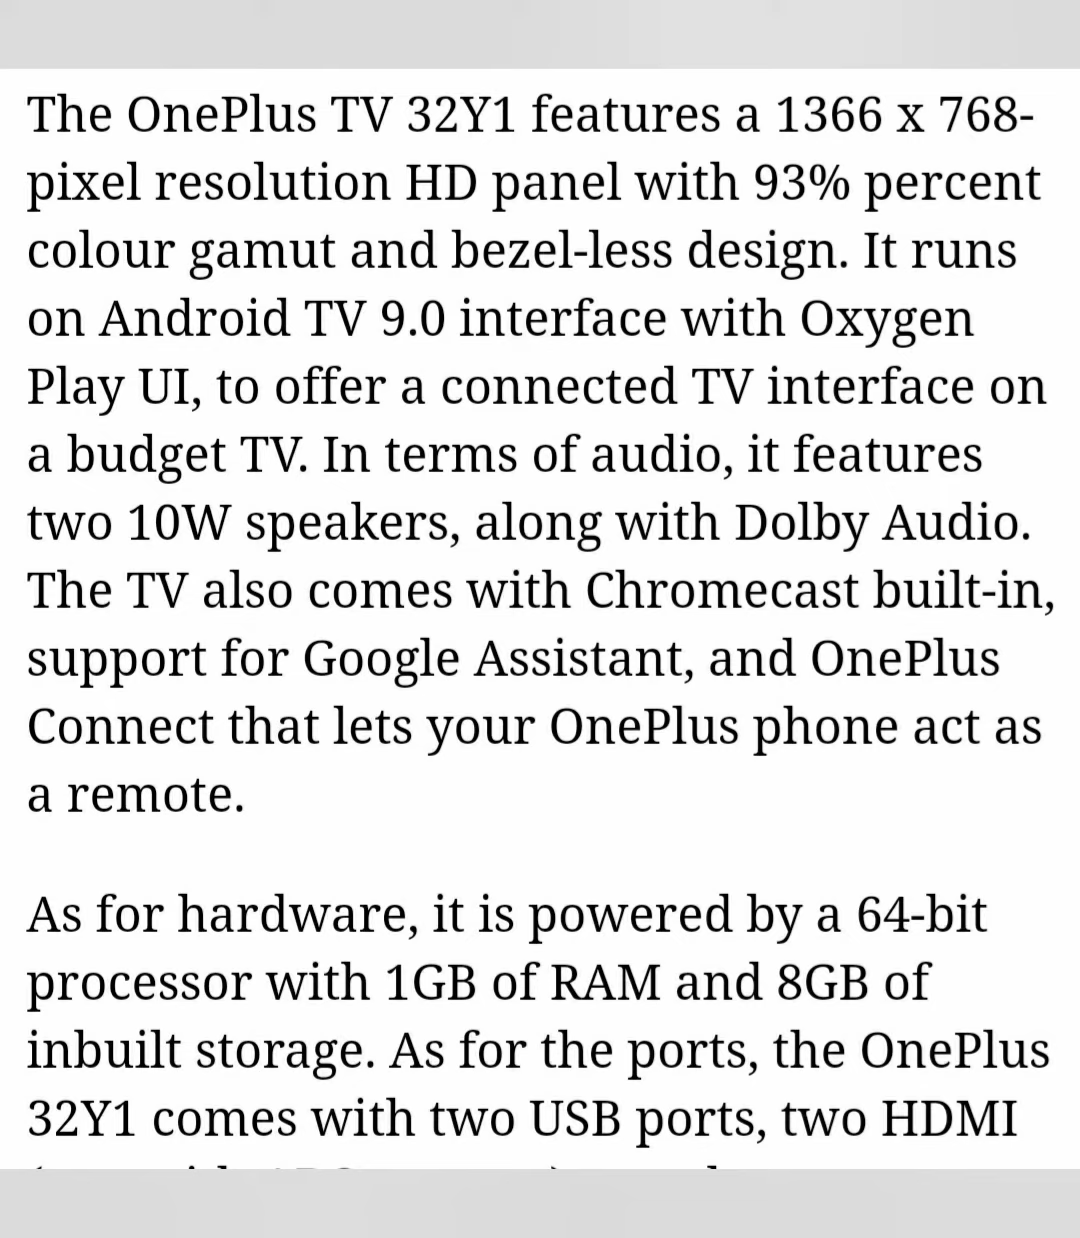 The OnePlus TV 32Y1 features a 1366 x 768-
pixel resolution HD panel with 93% percent
colour gamut and bezel-less design. It runs
on Android TV 9.0 interface with Oxygen
Play UI, to offer a connected TV interface on
a budget TV. In terms of audio, it features
two 10W speakers, along with Dolby Audio.
The TV also comes with Chromecast built-in,
support for Google Assistant, and OnePlus
Connect that lets your OnePlus phone act as
a remote.
As for hardware, it is powered by a 64-bit
processor with 1GB of RAM and 8GB of
inbuilt storage. As for the ports, the OnePlus
32Y1 comes with two USB ports, two HDMI